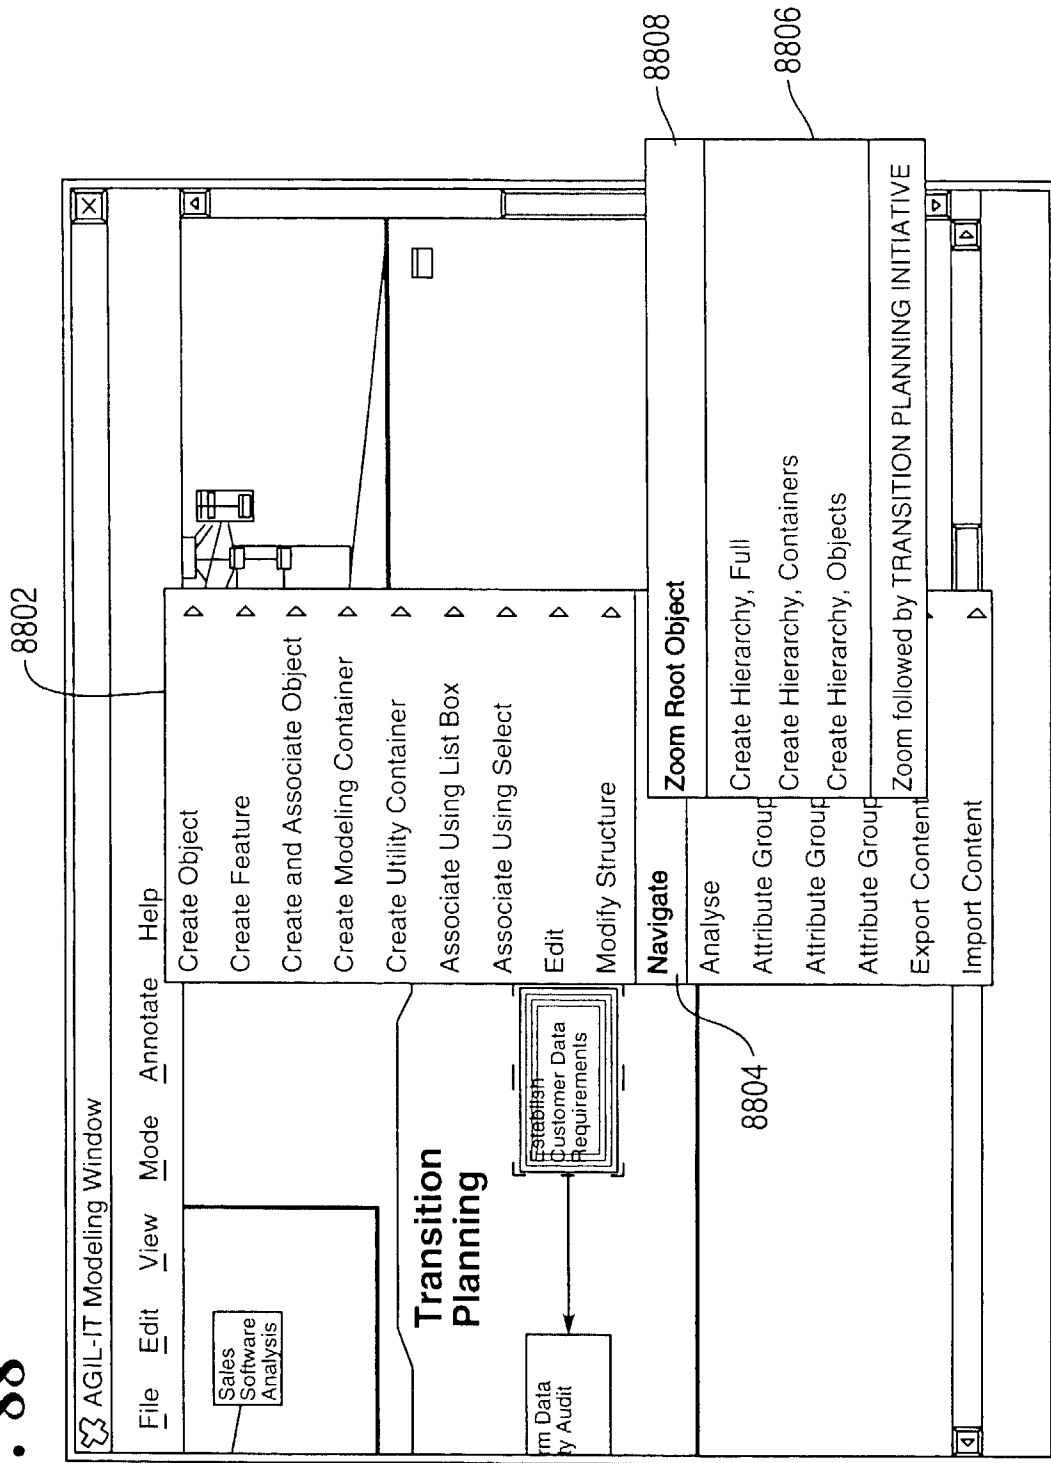 . 88
AGIL-IT Modeling Window
File Edit View Mode Annotate Help
8802
Sales
Software
Analysis
Transition
Planning
rm Data
ty Audit
Establish
Customer Data
Requirements
Create Object
Create Feature
Create and Associate Object
Create Modeling Container
Create Utility Container
Associate Using List Box
Associate Using Select
Edit
Modify Structure
Navigate
Analyse
Attribute Group
Attribute Group
Attribute Group
Export Content
Import Content
8804
Zoom Root Object
Create Hierarchy, Full
Create Hierarchy, Containers
Create Hierarchy, Objects
Zoom followed by TRANSITION PLANNING INITIATIVE
8808
8806